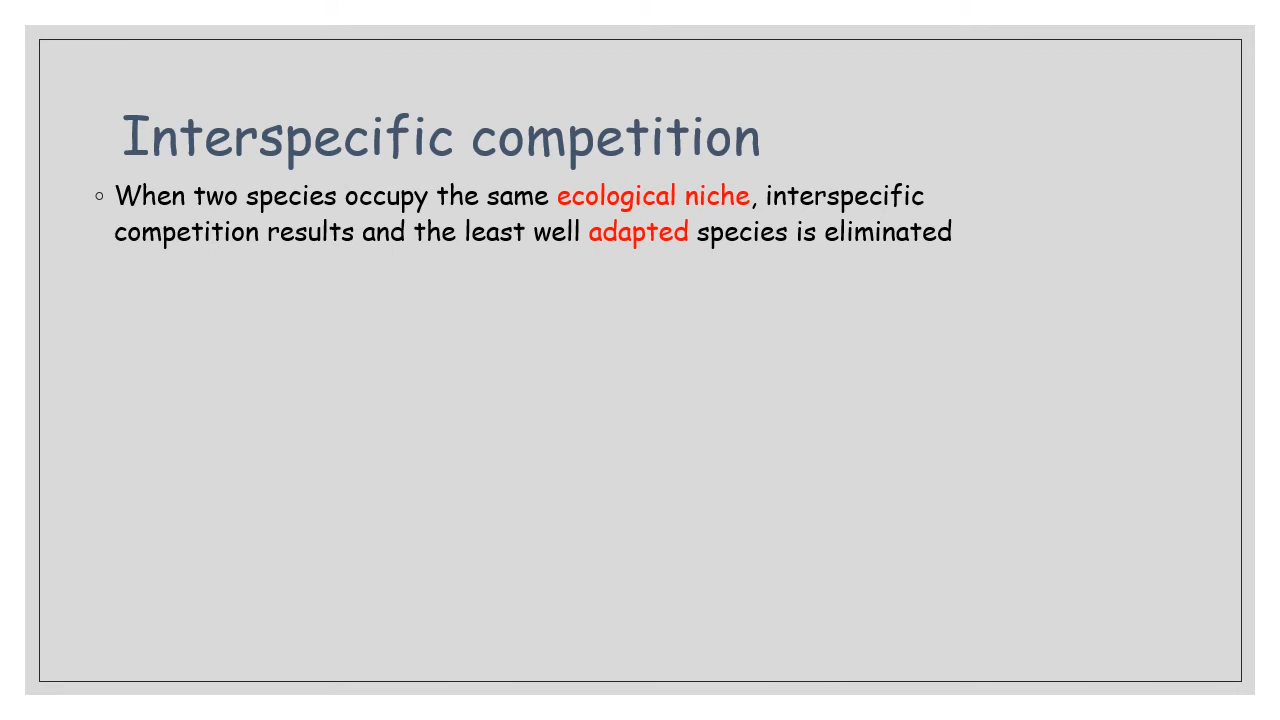 Interspecific competition
◦ When two species occupy the same ecological niche, interspecific
competition results and the least well adapted species is eliminated